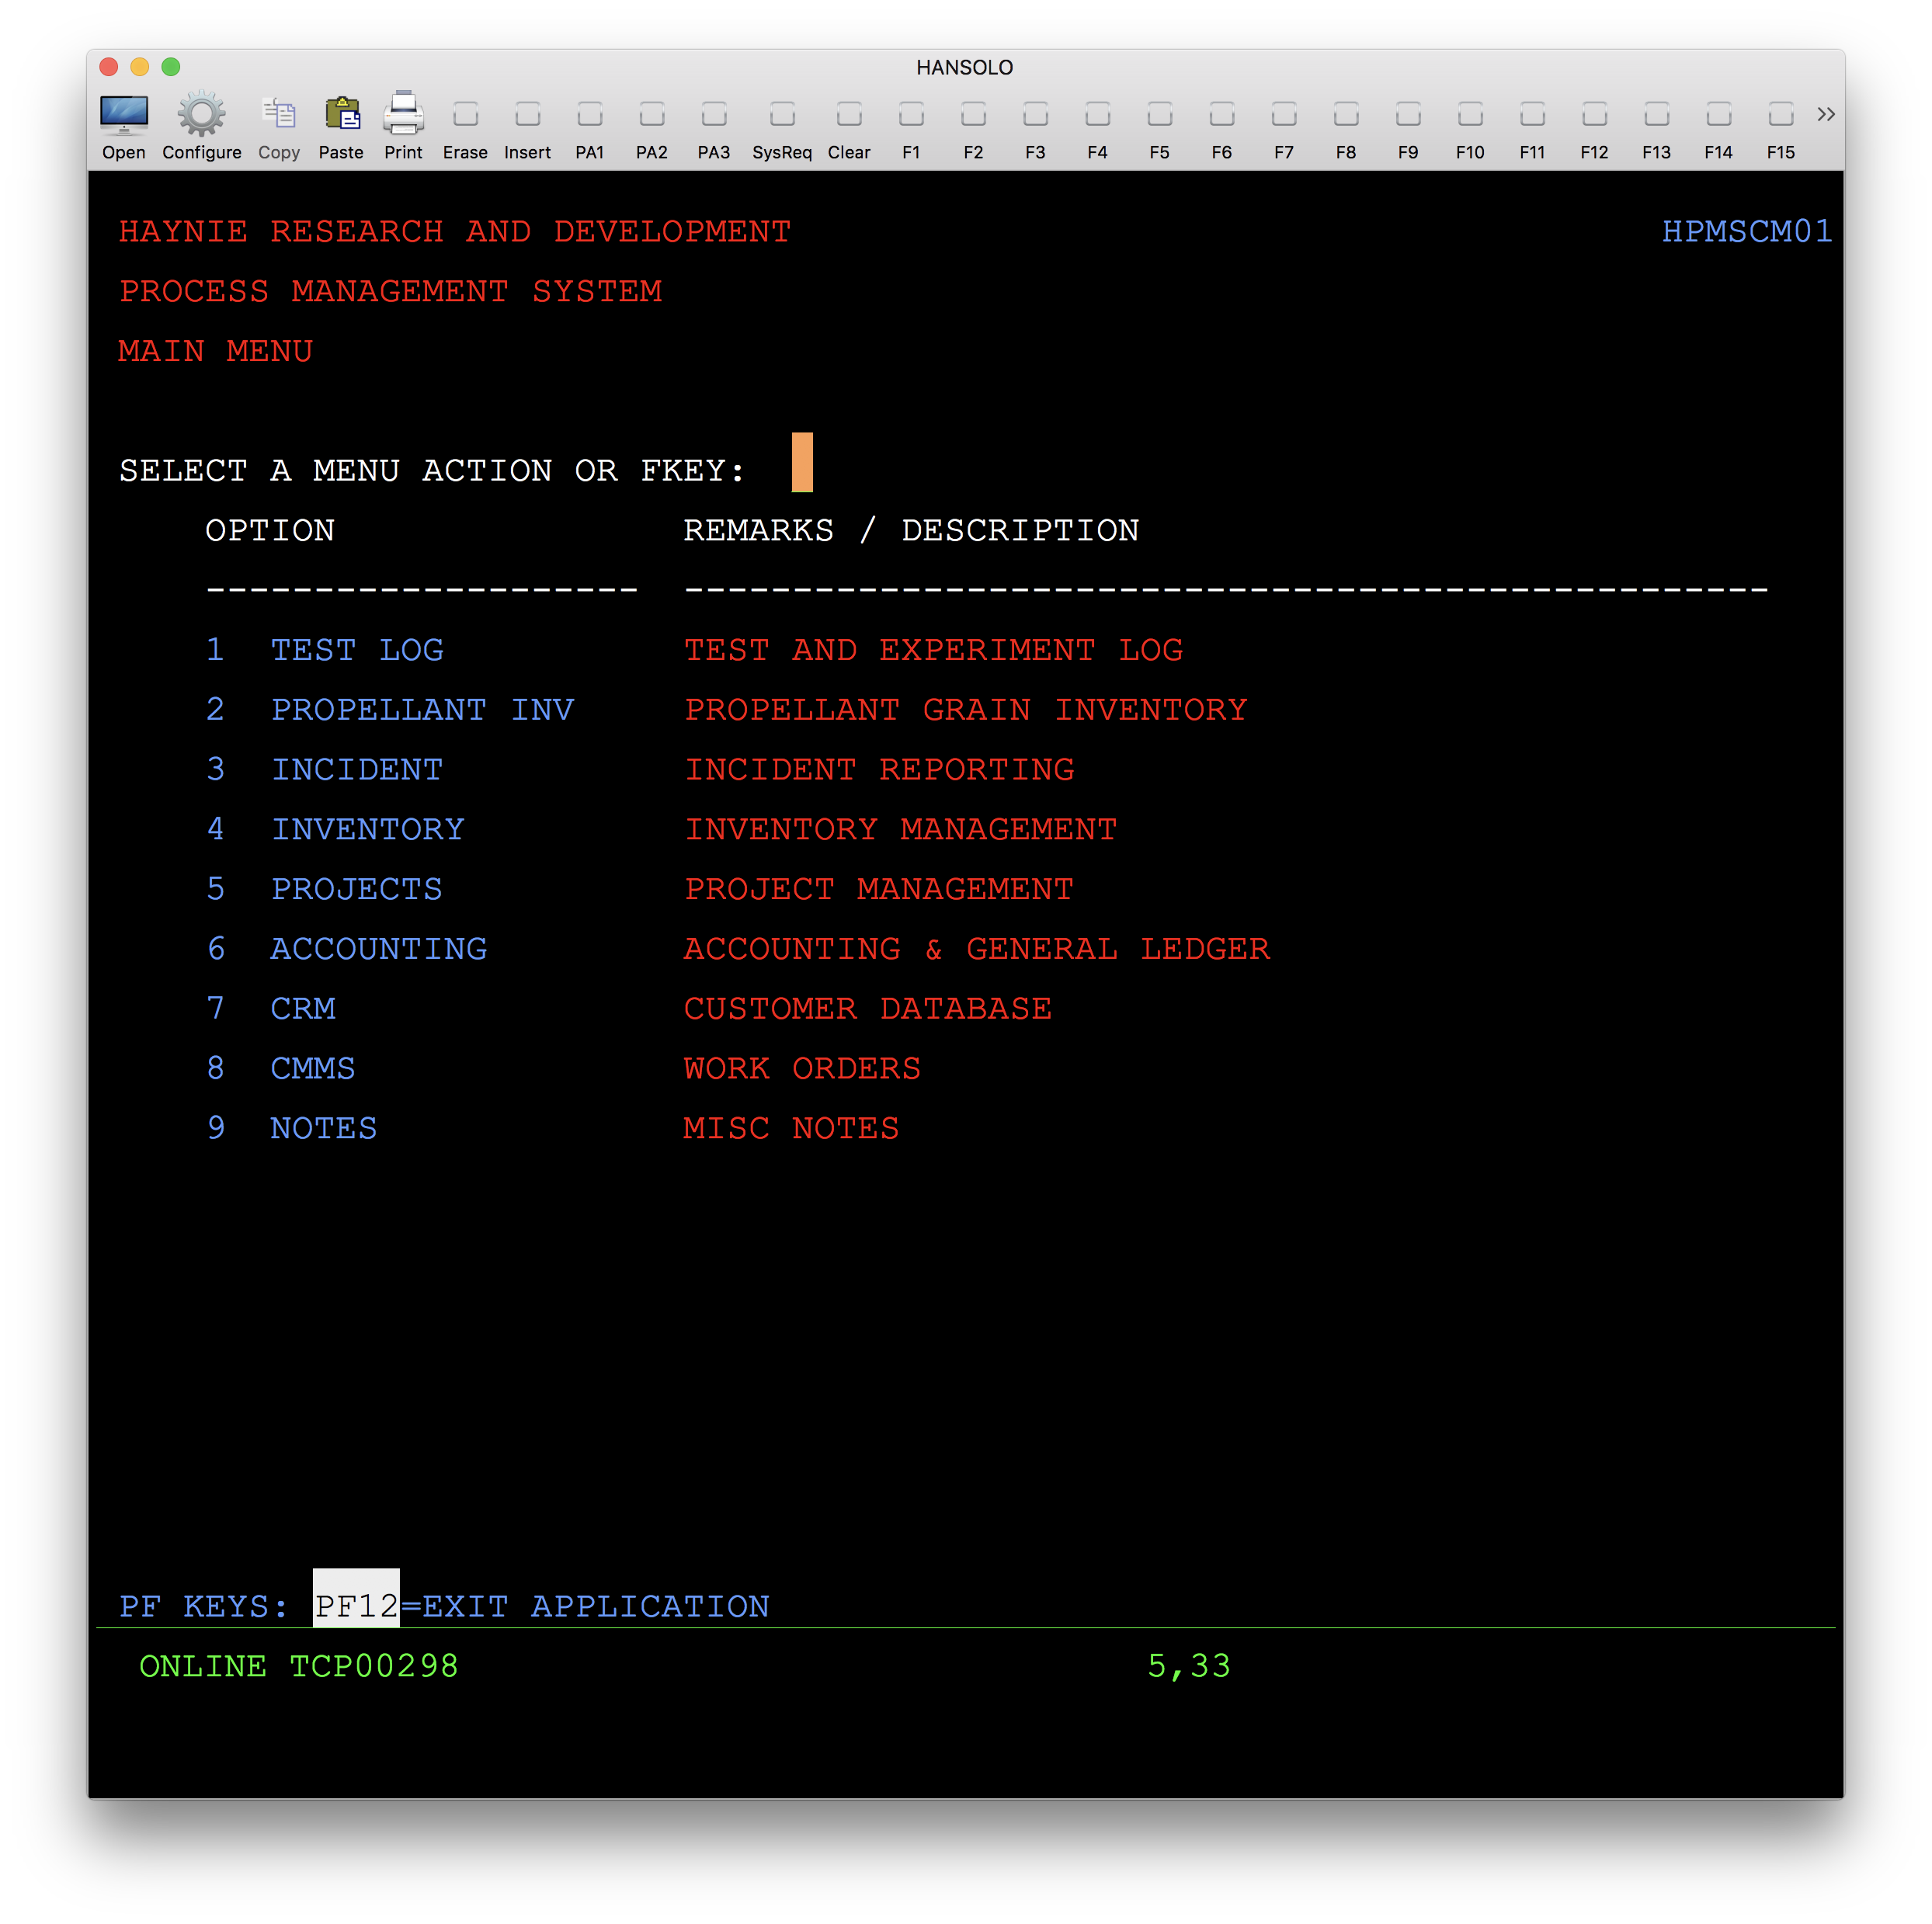 HANSOLO
Open Configure Copy Paste Print Erase Insert PA1 PA2 PA3 SysReq Clear F1 F2 F3 F4 F5 F6 F7 F8 F9 F10 F11 F12 F13 F14 F15
HAYNIE RESEARCH AND DEVELOPMENT HPMSCM01
PROCESS MANAGEMENT SYSTEM
MAIN MENU
SELECT A MENU ACTION OR FKEY:
OPTION REMARKS / DESCRIPTION
-------------------- --------------------------------------------------
1 TEST LOG TEST AND EXPERIMENT LOG
2 PROPELLANT INV PROPELLANT GRAIN INVENTORY
3 INCIDENT INCIDENT REPORTING
4 INVENTORY INVENTORY MANAGEMENT
5 PROJECTS PROJECT MANAGEMENT
6 ACCOUNTING ACCOUNTING & GENERAL LEDGER
7 CRM CUSTOMER DATABASE
8 CMMS WORK ORDERS
9 NOTES MISC NOTES
PF KEYS: PF12=EXIT APPLICATION
ONLINE TCP00298 5,33